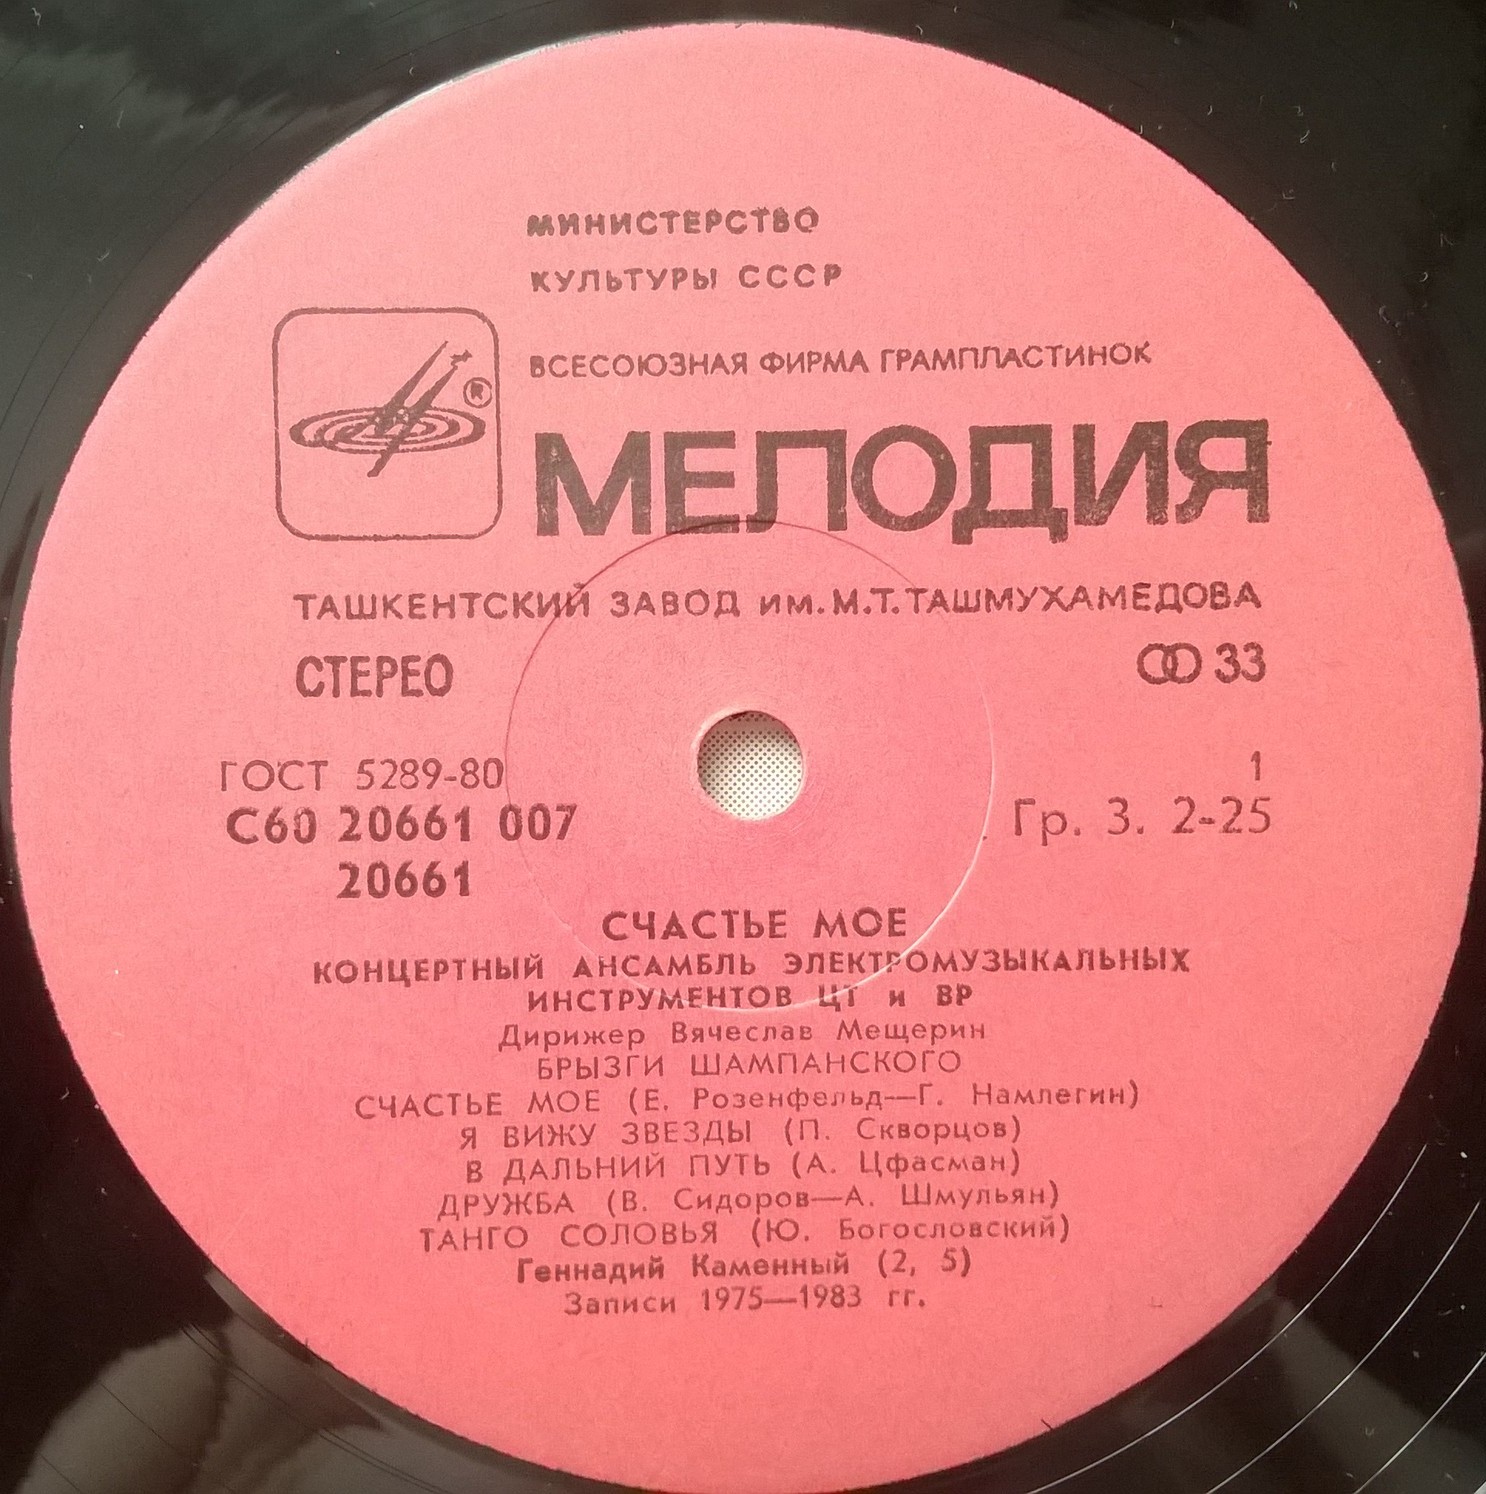 МИНИСТЕРСТВО
КУЛЬТУРЫ СССР
®
ВСЕСОЮЗНАЯ ФИРМА ГРАМПЛАСТИНОК
МЕЛОДИЯ
ТАШКЕНТСКИЙ ЗАВОД им. М.Т. ТАШМУХАМЕДОВА
СТЕРЕО
33
ГОСТ 5289-80
1
С60 20661 007
Гр. 3. 2-25
20661
СЧАСТЬЕ МОЕ
КОНЦЕРТНЫЙ АНСАМБЛЬ ЭЛЕКТРОМУЗЫКАЛЬНЫХ
ИНСТРУМЕНТОВ ЦТ и ВР
Дирижер Вячеслав Мещерин
БРЫЗГИ ШАМПАНСКОГО
СЧАСТЬЕ МОЕ (Е. Розенфельд—Г. Намлегин)
Я ВИЖУ ЗВЕЗДЫ (П. Скворцов)
В ДАЛЬНИЙ ПУТЬ (А. Цфасман)
ДРУЖБА (В. Сидоров—А. Шмульян)
ТАНГО СОЛОВЬЯ (Ю. Богословский)
Геннадий Каменный (2, 5)
Записи 1975—1983 гг.